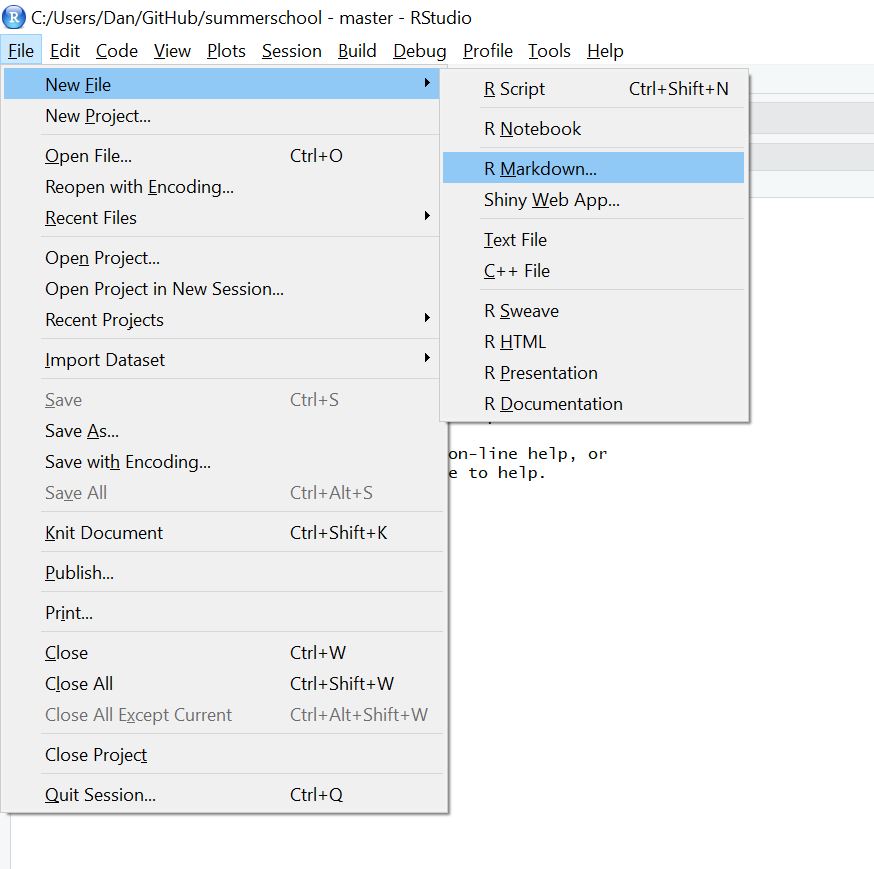 R C:/Users/Dan/GitHub/summerschool - master - RStudio
File Edit Code View Plots Session Build Debug Profile Tools Help
New File
New Project...
Open File... Ctrl+O
Reopen with Encoding...
Recent Files
Open Project...
Open Project in New Session...
Recent Projects
Import Dataset
Save Ctrl+S
Save As...
Save with Encoding...
Save All Ctrl+Alt+S
Knit Document Ctrl+Shift+K
Publish...
Print...
Close Ctrl+W
Close All Ctrl+Shift+W
Close All Except Current Ctrl+Alt+Shift+W
Close Project
Quit Session... Ctrl+Q
R Script Ctrl+Shift+N
R Notebook
R Markdown...
Shiny Web App...
Text File
C++ File
R Sweave
R HTML
R Presentation
R Documentation
on-line help, or
e to help.